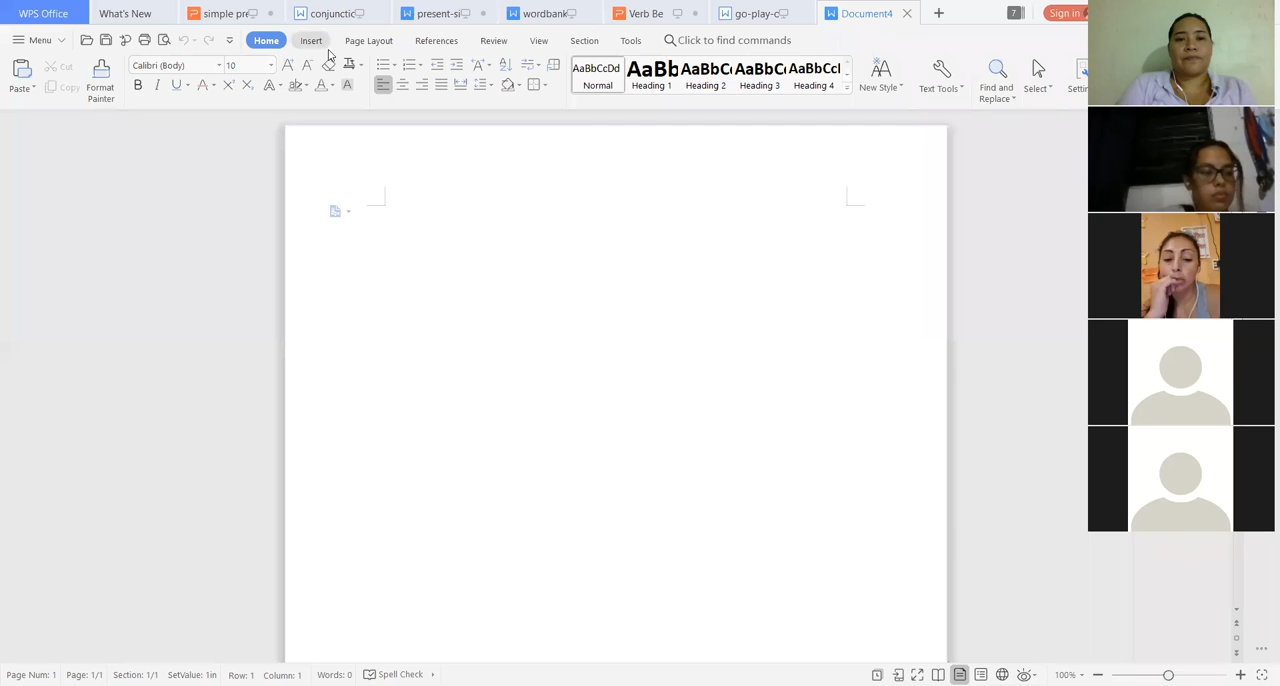 WPS Office What's New simple pre conjunctic present-si wordbank Verb Be go-play-c Document4 7 Sign in
Menu Home Insert Page Layout References Review View Section Tools Click to find commands
Paste Cut Copy Format Painter Calibri (Body) 10
AaBbCcDd Normal AaBb Heading 1 AaBbC Heading 2 AaBbC Heading 3 AaBbCcI Heading 4
New Style Text Tools Find and Replace Select
Page Num: 1 Page: 1/1 Section: 1/1 SetValue: 1in Row: 1 Column: 1 Words: 0 Spell Check 100%